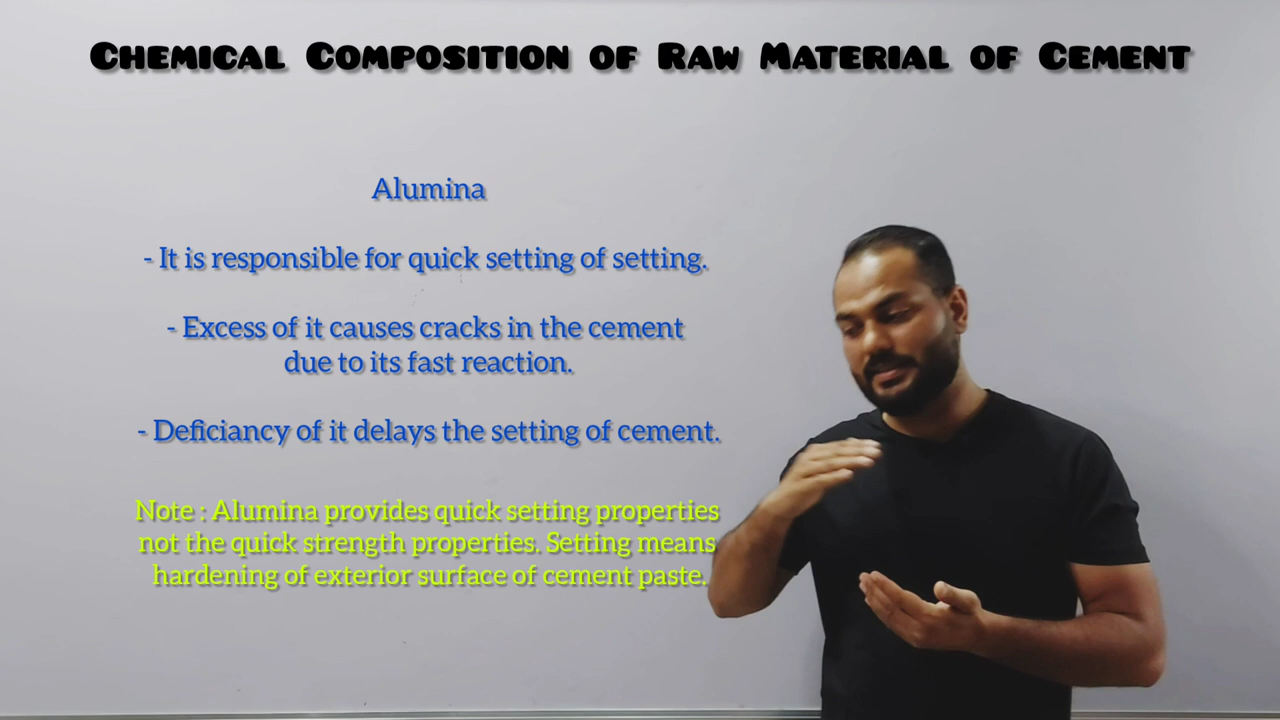 Chemical Composition of Raw Material of Cement
Alumina
- It is responsible for quick setting of setting.
- Excess of it causes cracks in the cement
due to its fast reaction.
- Deficiancy of it delays the setting of cement.
Note : Alumina provides quick setting properties
not the quick strength properties. Setting means
hardening of exterior surface of cement paste.